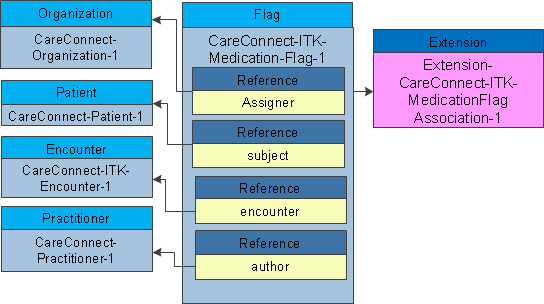 Organization
CareConnect-
Organization-1
Patient
CareConnect-Patient-1
Encounter
CareConnect-ITK-
Encounter-1
Practitioner
CareConnect-
Practitioner-1
Flag
CareConnect-ITK-
Medication-Flag-1
Reference
Assigner
Reference
subject
Reference
encounter
Reference
author
Extension
Extension-
CareConnect-ITK-
MedicationFlag
Association-1